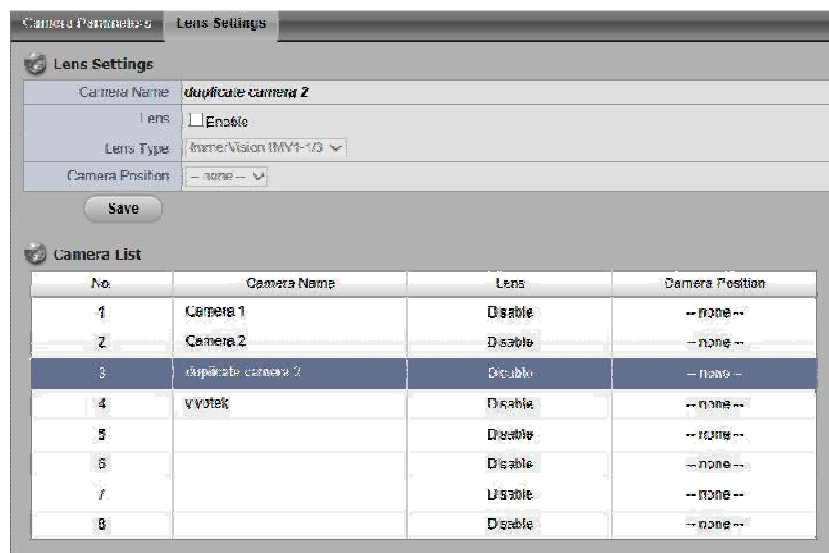 Camera Parameters Lens Settings
Lens Settings
Camera Name duplicate camera 2
Lens Enable
Lens Type ImmerVision IMV1-1/3
Camera Position -- none --
Save
Camera List
No. Camera Name Lens Camera Position
1 Camera 1 Disable -- none --
2 Camera 2 Disable -- none --
3 duplicate camera 2 Disable -- none --
4 vivotek Disable -- none --
5 Disable -- none --
6 Disable -- none --
7 Disable -- none --
8 Disable -- none --